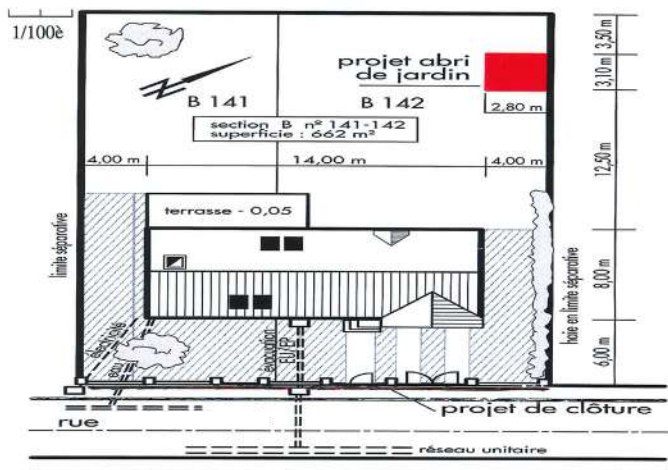 1/100è
projet abri
de jardin
3,50 m
3,10 m
2,80 m
N
B 141
B 142
section B nº 141-142
superficie : 662 m²
4,00 m
14,00 m
4,00 m
12,50 m
terrasse - 0,05
limite séparative
haie en limite séparative
8,00 m
6,00 m
électricité
eau
évacuation
EU/EP
projet de clôture
rue
réseau unitaire